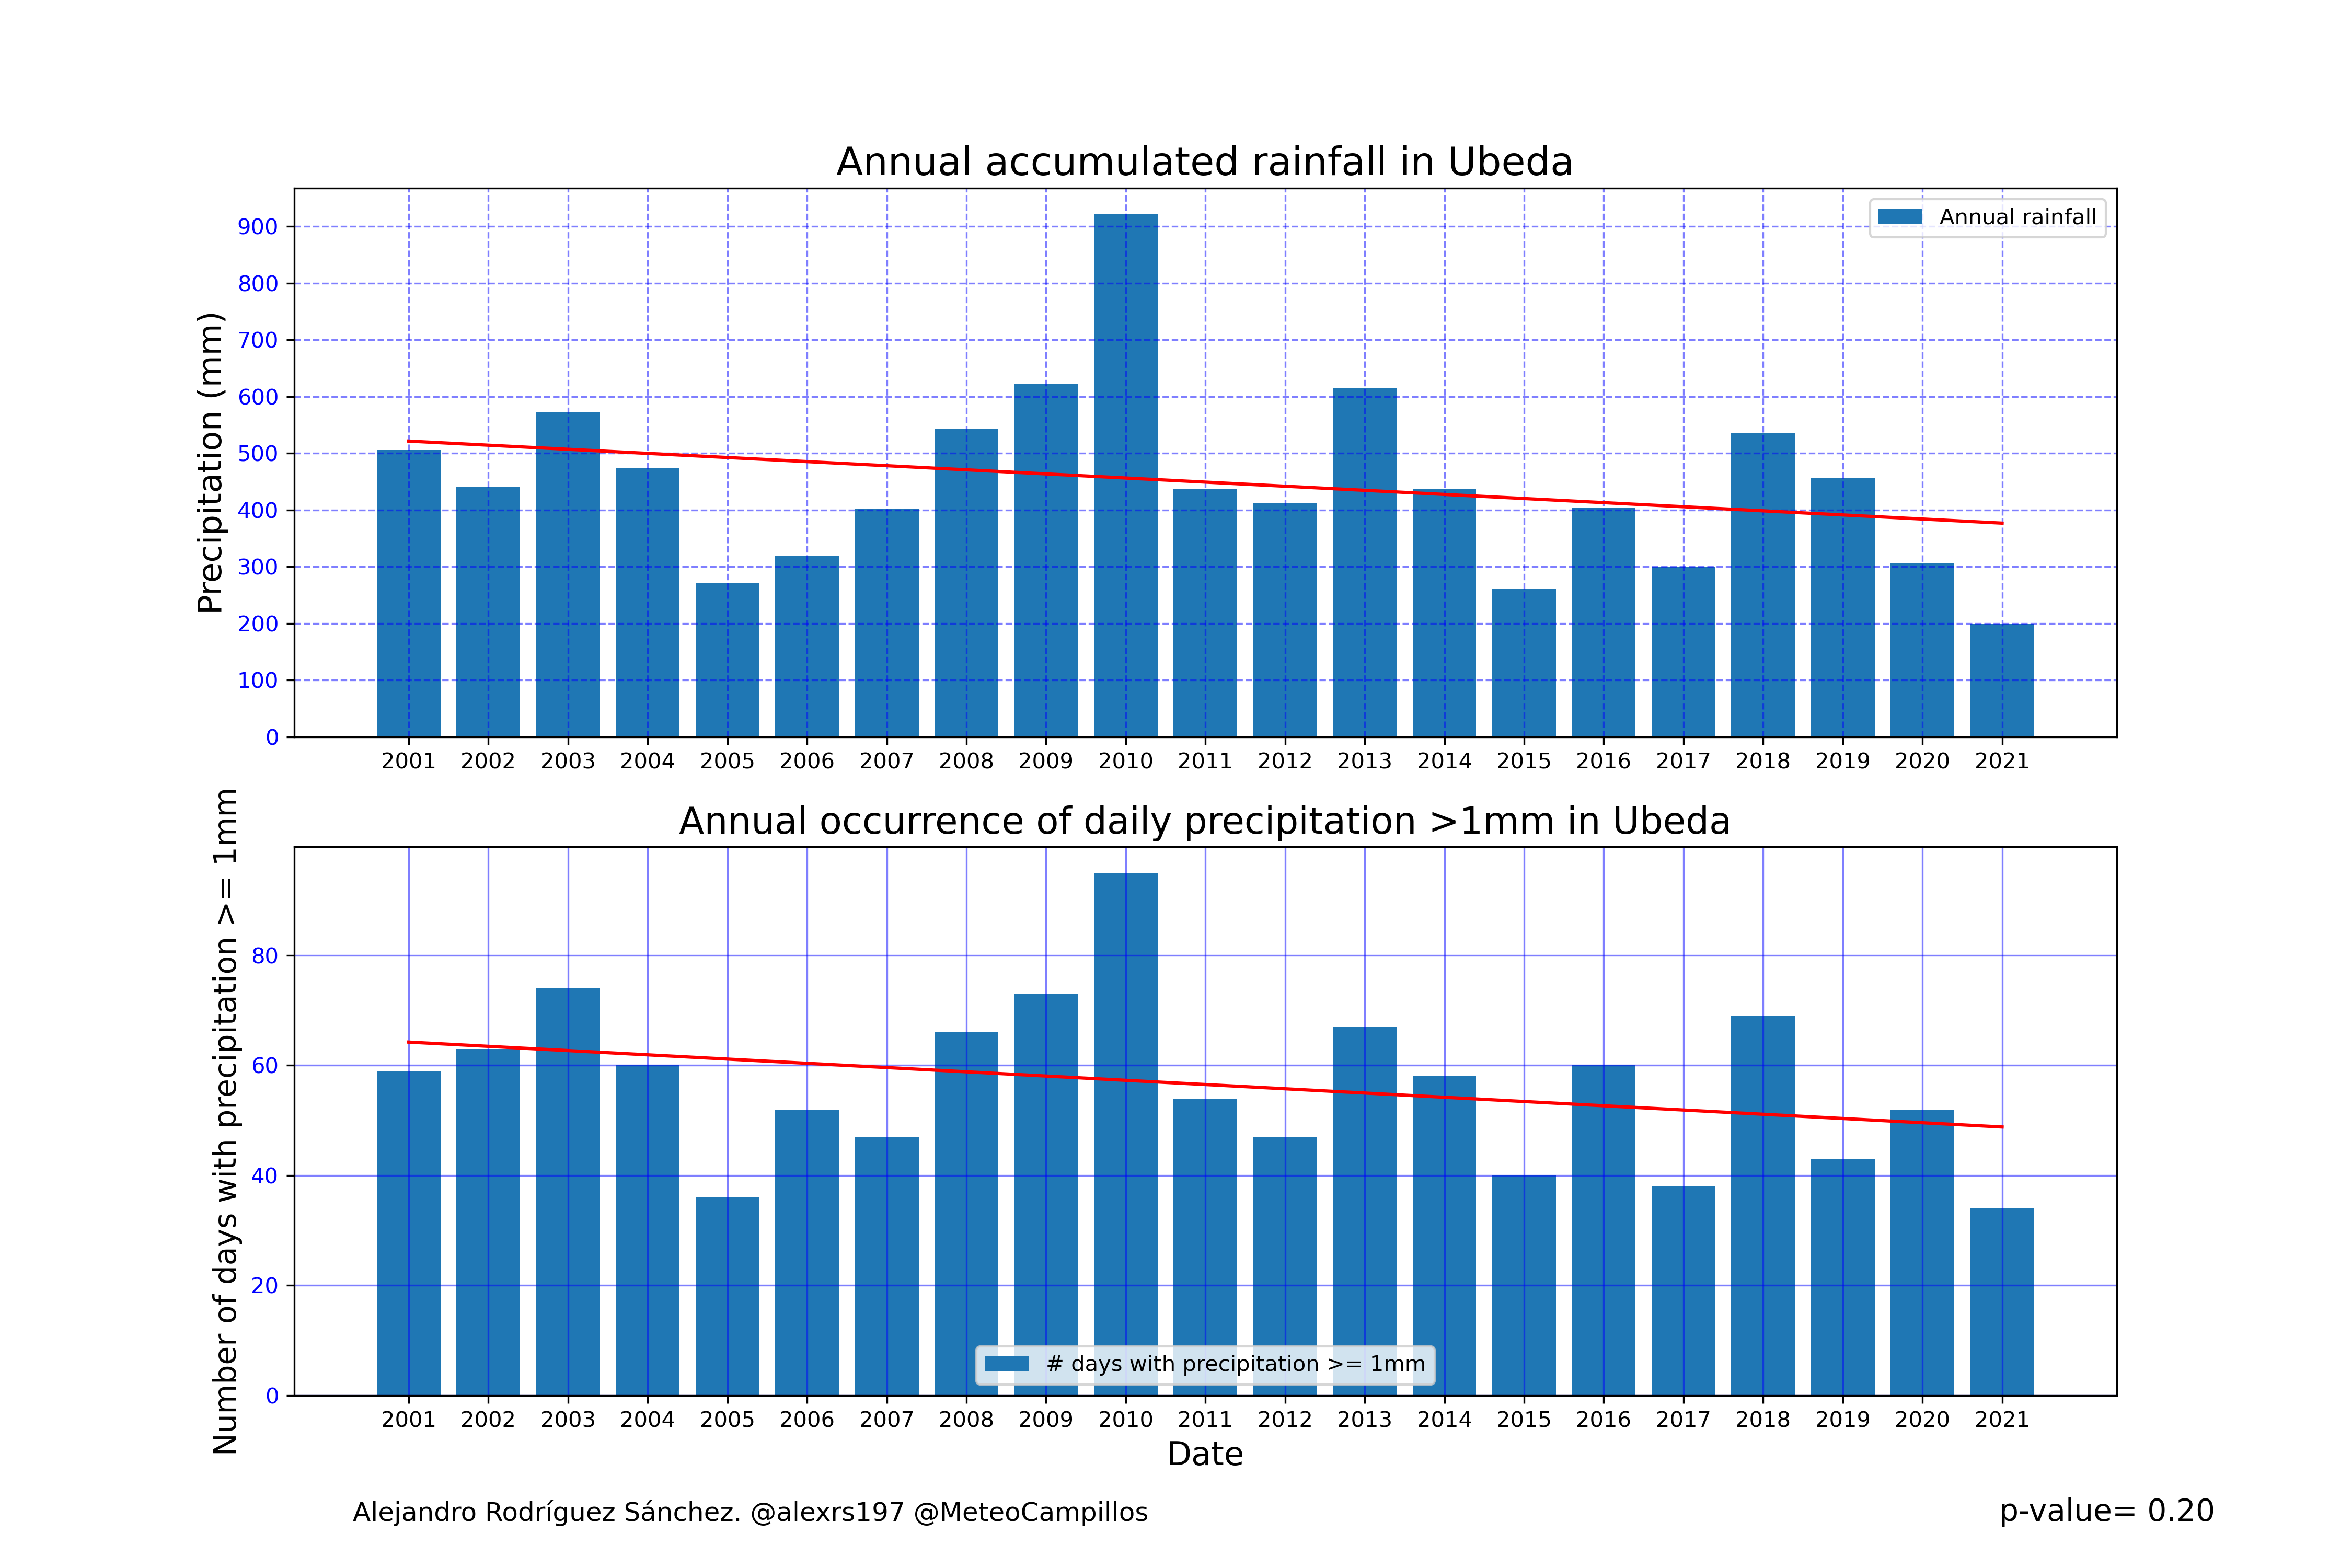 Annual accumulated rainfall in Ubeda
Precipitation (mm)
900
800
700
600
500
400
300
200
100
0
Annual rainfall
2001 2002 2003 2004 2005 2006 2007 2008 2009 2010 2011 2012 2013 2014 2015 2016 2017 2018 2019 2020 2021
Annual occurrence of daily precipitation >1mm in Ubeda
Number of days with precipitation >= 1mm
80
60
40
20
0
# days with precipitation >= 1mm
2001 2002 2003 2004 2005 2006 2007 2008 2009 2010 2011 2012 2013 2014 2015 2016 2017 2018 2019 2020 2021
Date
Alejandro Rodríguez Sánchez. @alexrs197 @MeteoCampillos
p-value= 0.20